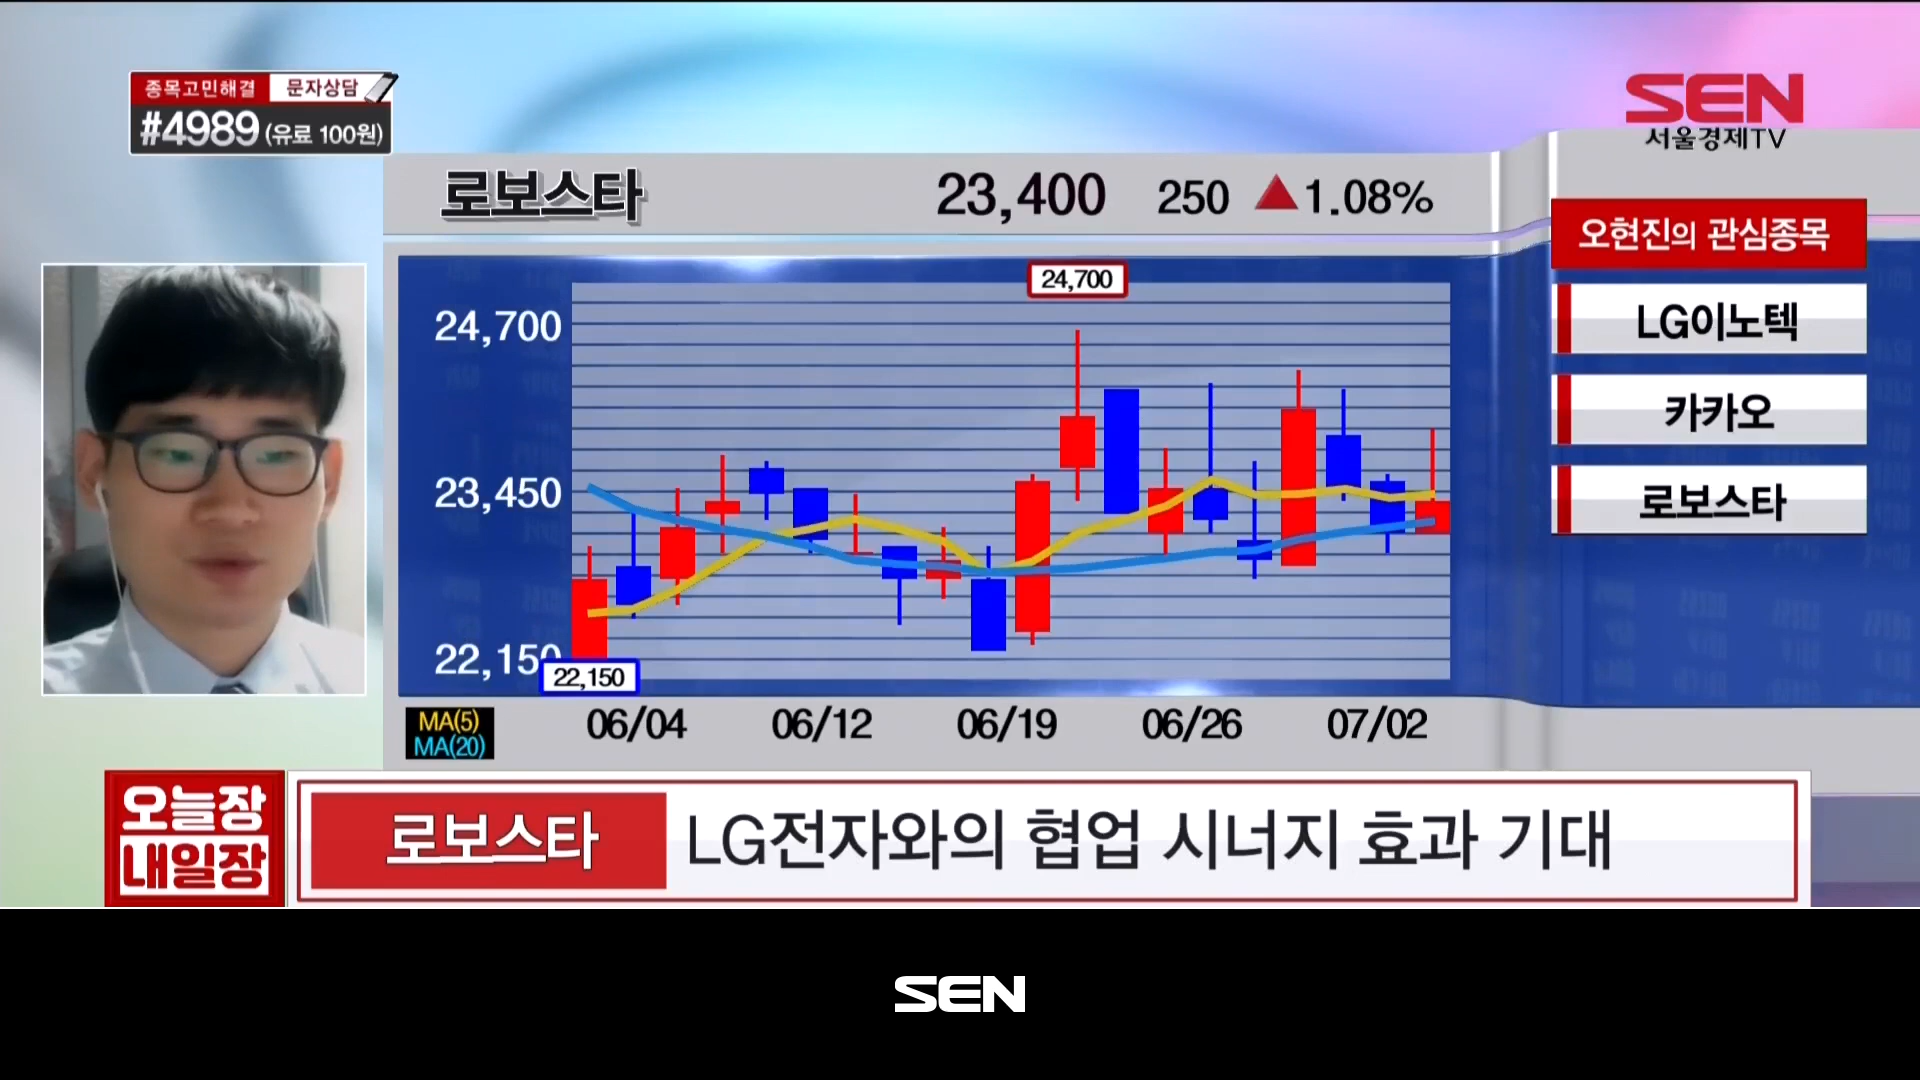 종목고민해결 문자상담
#4989 (유료 100원)
SEN
서울경제TV
로보스타 23,400 250 ▲1.08%
오현진의 관심종목
LG이노텍
카카오
로보스타
24,700
24,700
23,450
22,150
22,150
MA(5)
MA(20)
06/04 06/12 06/19 06/26 07/02
오늘장
내일장
로보스타 LG전자와의 협업 시너지 효과 기대
SEN